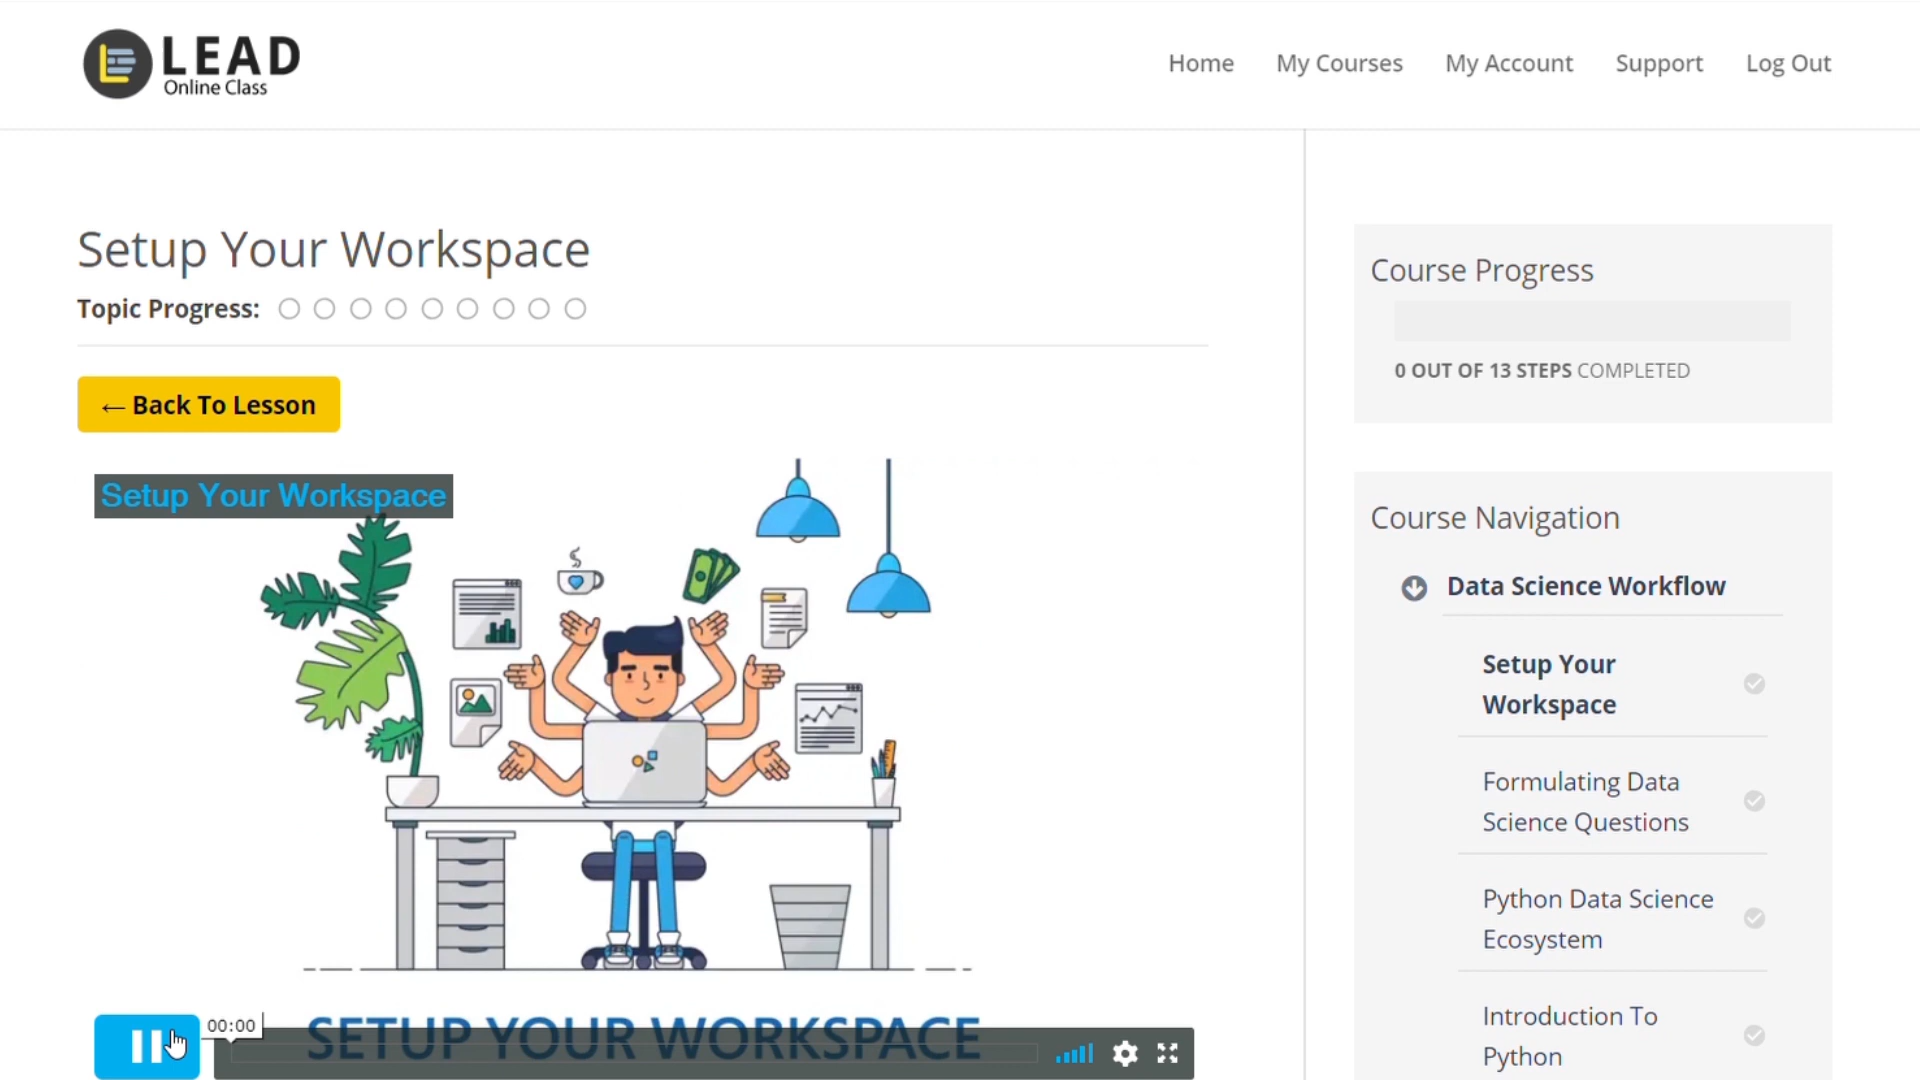 LEAD
Online Class
Home My Courses My Account Support Log Out
Setup Your Workspace
Topic Progress:
← Back To Lesson
Setup Your Workspace
00:00
SETUP YOUR WORKSPACE
Course Progress
0 OUT OF 13 STEPS COMPLETED
Course Navigation
Data Science Workflow
Setup Your
Workspace
Formulating Data
Science Questions
Python Data Science
Ecosystem
Introduction To
Python